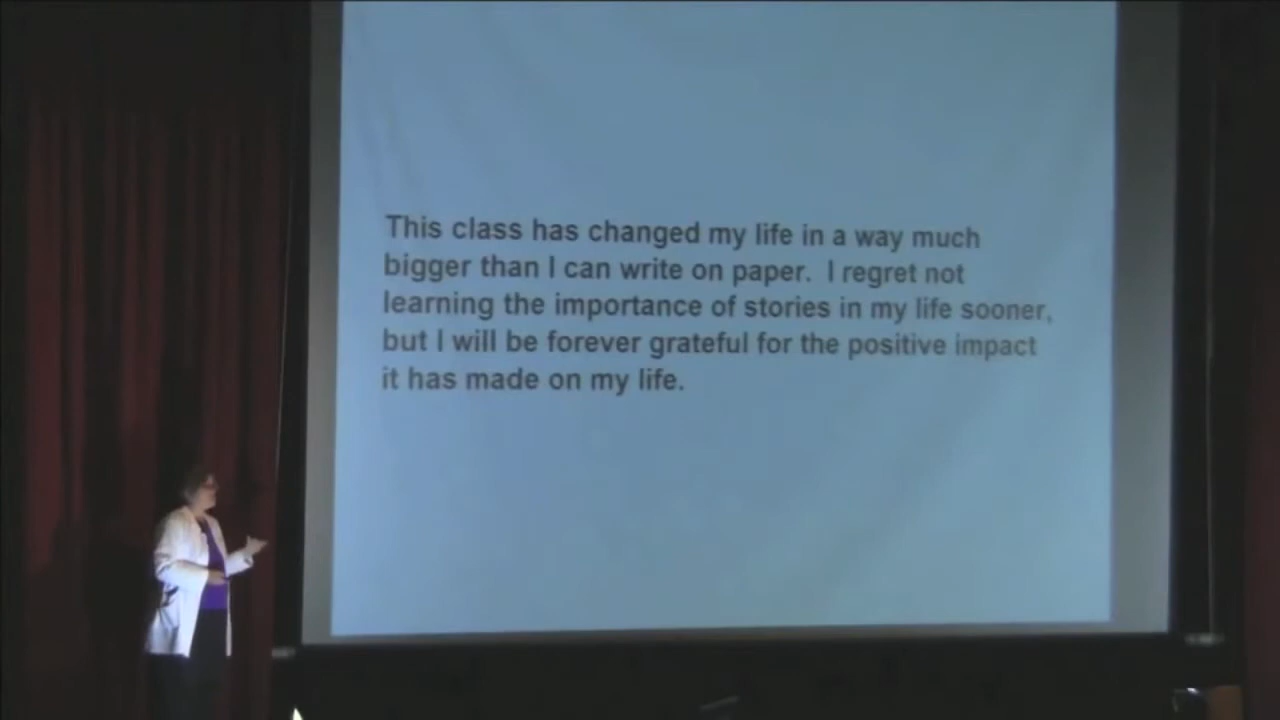 This class has changed my life in a way much
bigger than I can write on paper. I regret not
learning the importance of stories in my life sooner,
but I will be forever grateful for the positive impact
it has made on my life.